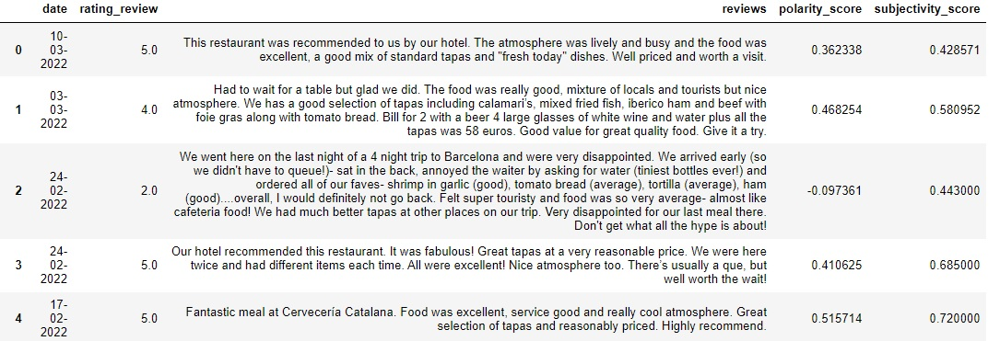 date rating_review reviews polarity_score subjectivity_score
10-
03-
2022
0 5.0 This restaurant was recommended to us by our hotel. The atmosphere was lively and busy and the food was
excellent, a good mix of standard tapas and "fresh today" dishes. Well priced and worth a visit. 0.362338 0.428571
03-
03-
2022
1 4.0 Had to wait for a table but glad we did. The food was really good, mixture of locals and tourists but nice
atmosphere. We has a good selection of tapas including calamari's, mixed fried fish, iberico ham and beef with
foie gras along with tomato bread. Bill for 2 with a beer 4 large glasses of white wine and water plus all the
tapas was 58 euros. Good value for great quality food. Give it a try. 0.468254 0.580952
24-
02-
2022
2 2.0 We went here on the last night of a 4 night trip to Barcelona and were very disappointed. We arrived early (so
we didn't have to queue!)- sat in the back, annoyed the waiter by asking for water (tiniest bottles ever!) and
ordered all of our faves- shrimp in garlic (good), tomato bread (average), tortilla (average), ham
(good)....overall, I would definitely not go back. Felt super touristy and food was so very average- almost like
cafeteria food! We had much better tapas at other places on our trip. Very disappointed for our last meal there.
Don't get what all the hype is about! -0.097361 0.443000
24-
02-
2022
3 5.0 Our hotel recommended this restaurant. It was fabulous! Great tapas at a very reasonable price. We were here
twice and had different items each time. All were excellent! Nice atmosphere too. There's usually a que, but
well worth the wait! 0.410625 0.685000
17-
02-
2022
4 5.0 Fantastic meal at Cervecería Catalana. Food was excellent, service good and really cool atmosphere. Great
selection of tapas and reasonably priced. Highly recommend. 0.515714 0.720000